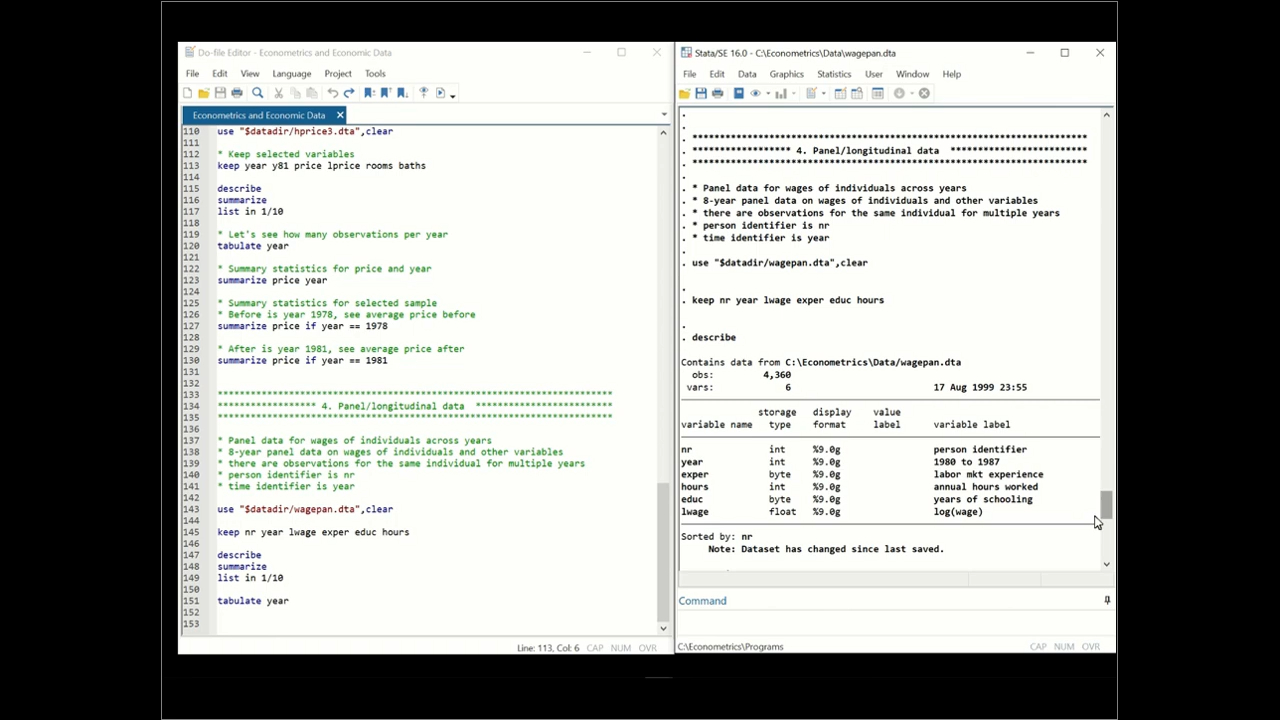 Do-file Editor - Econometrics and Economic Data
File Edit View Language Project Tools
Econometrics and Economic Data
110 use "$datadir/hprice3.dta",clear
111
112 * Keep selected variables
113 keep year y81 price lprice rooms baths
114
115 describe
116 summarize
117 list in 1/10
118
119 * Let's see how many observations per year
120 tabulate year
121
122 * Summary statistics for price and year
123 summarize price year
124
125 * Summary statistics for selected sample
126 * Before is year 1978, see average price before
127 summarize price if year == 1978
128
129 * After is year 1981, see average price after
130 summarize price if year == 1981
131
132
133 **********************************************************************
134 ****************** 4. Panel/longitudinal data ******************
135 **********************************************************************
136
137 * Panel data for wages of individuals across years
138 * 8-year panel data on wages of individuals and other variables
139 * there are observations for the same individual for multiple years
140 * person identifier is nr
141 * time identifier is year
142
143 use "$datadir/wagepan.dta",clear
144
145 keep nr year lwage exper educ hours
146
147 describe
148 summarize
149 list in 1/10
150
151 tabulate year
152
153
Line: 113, Col: 6 CAP NUM OVR
Stata/SE 16.0 - C:\Econometrics\Data\wagepan.dta
File Edit Data Graphics Statistics User Window Help
.
.
. **********************************************************************
. ****************** 4. Panel/longitudinal data ******************
. **********************************************************************
.
. * Panel data for wages of individuals across years
. * 8-year panel data on wages of individuals and other variables
. * there are observations for the same individual for multiple years
. * person identifier is nr
. * time identifier is year
.
. use "$datadir/wagepan.dta",clear
.
. keep nr year lwage exper educ hours
.
. describe
Contains data from C:\Econometrics\Data/wagepan.dta
obs: 4,360
vars: 6 17 Aug 1999 23:55
storage display value
variable name type format label variable label
nr int %9.0g person identifier
year int %9.0g 1980 to 1987
exper byte %9.0g labor mkt experience
hours int %9.0g annual hours worked
educ byte %9.0g years of schooling
lwage float %9.0g log(wage)
Sorted by: nr
Note: Dataset has changed since last saved.
Command
C:\Econometrics\Programs CAP NUM OVR